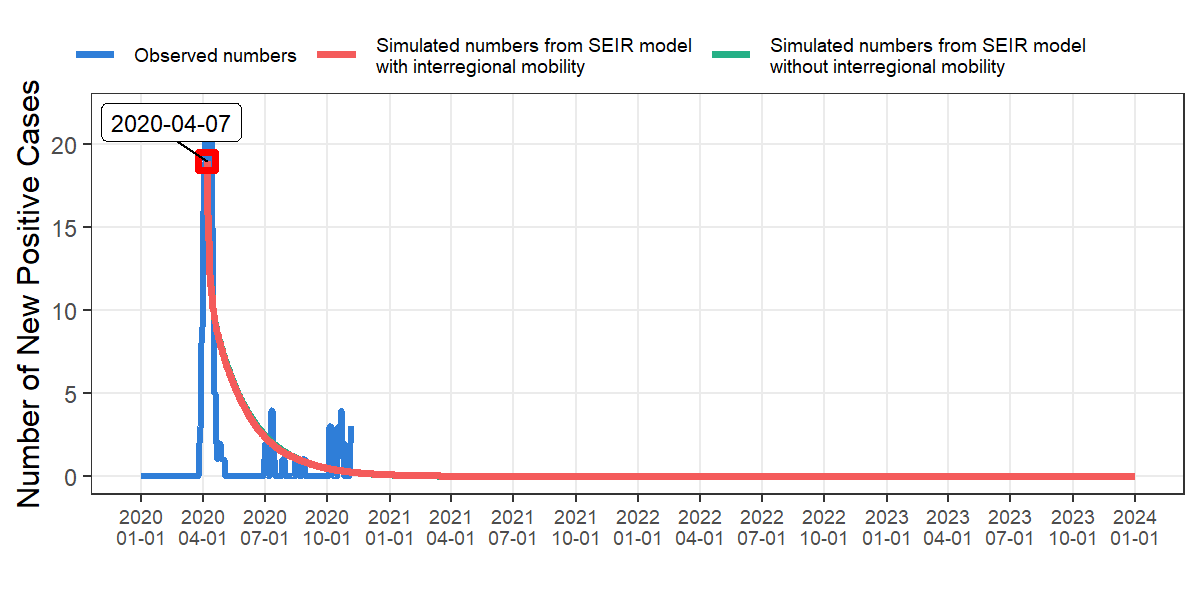 Observed numbers
Simulated numbers from SEIR model
with interregional mobility
Simulated numbers from SEIR model
without interregional mobility
Number of New Positive Cases
2020-04-07
20
15
10
5
0
2020 2020 2020 2020 2021 2021 2021 2021 2022 2022 2022 2022 2023 2023 2023 2023 2024
01-01 04-01 07-01 10-01 01-01 04-01 07-01 10-01 01-01 04-01 07-01 10-01 01-01 04-01 07-01 10-01 01-01